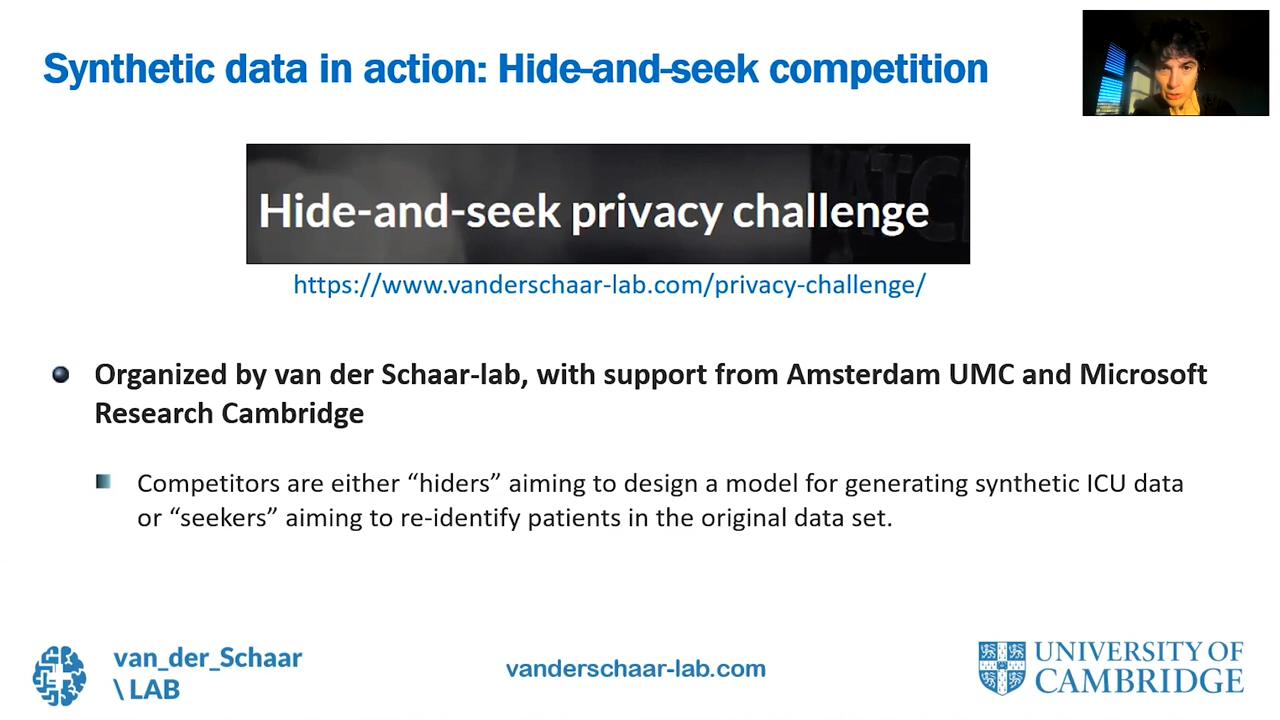 Synthetic data in action: Hide-and-seek competition
Hide-and-seek privacy challenge
https://www.vanderschaar-lab.com/privacy-challenge/
Organized by van der Schaar-lab, with support from Amsterdam UMC and Microsoft
Research Cambridge
Competitors are either “hiders” aiming to design a model for generating synthetic ICU data
or “seekers” aiming to re-identify patients in the original data set.
van_der_Schaar
\ LAB
vanderschaar-lab.com
UNIVERSITY OF
CAMBRIDGE